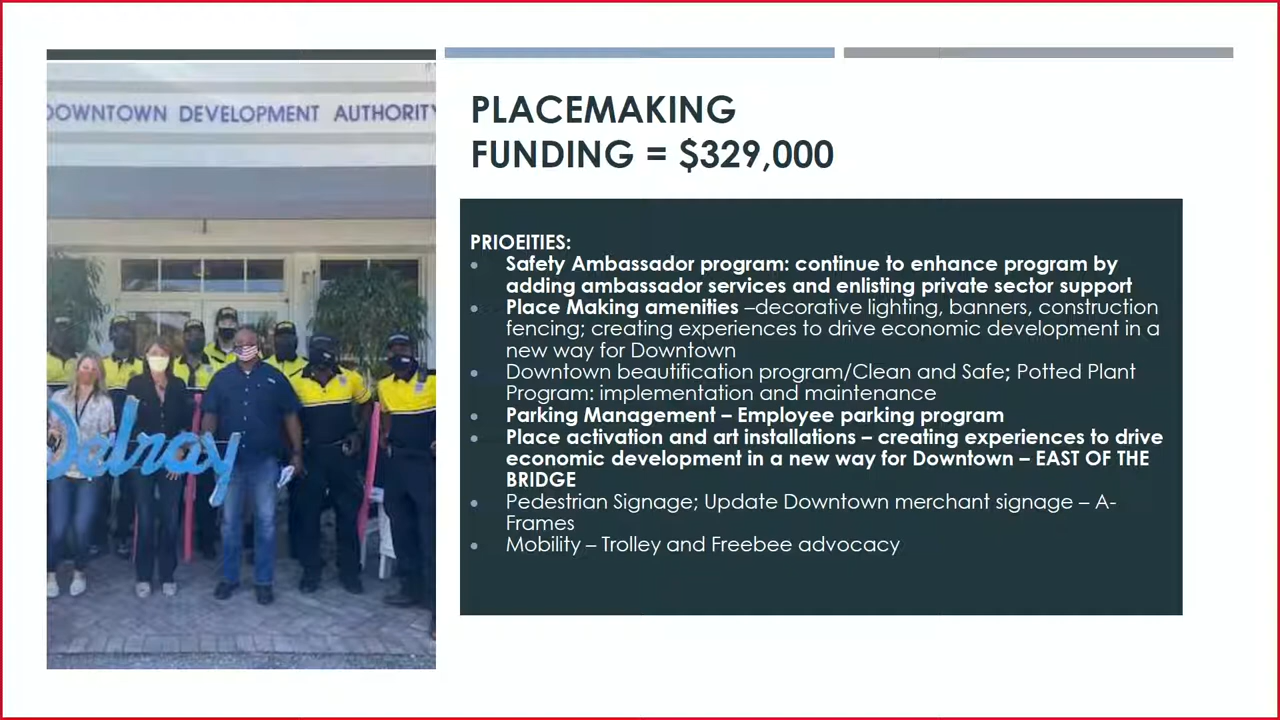 DOWNTOWN DEVELOPMENT AUTHORITY
Delray
PLACEMAKING
FUNDING = $329,000
PRIOEITIES:
• Safety Ambassador program: continue to enhance program by
adding ambassador services and enlisting private sector support
• Place Making amenities –decorative lighting, banners, construction
fencing; creating experiences to drive economic development in a
new way for Downtown
• Downtown beautification program/Clean and Safe; Potted Plant
Program: implementation and maintenance
• Parking Management – Employee parking program
• Place activation and art installations – creating experiences to drive
economic development in a new way for Downtown – EAST OF THE
BRIDGE
• Pedestrian Signage; Update Downtown merchant signage – A-
Frames
• Mobility – Trolley and Freebee advocacy